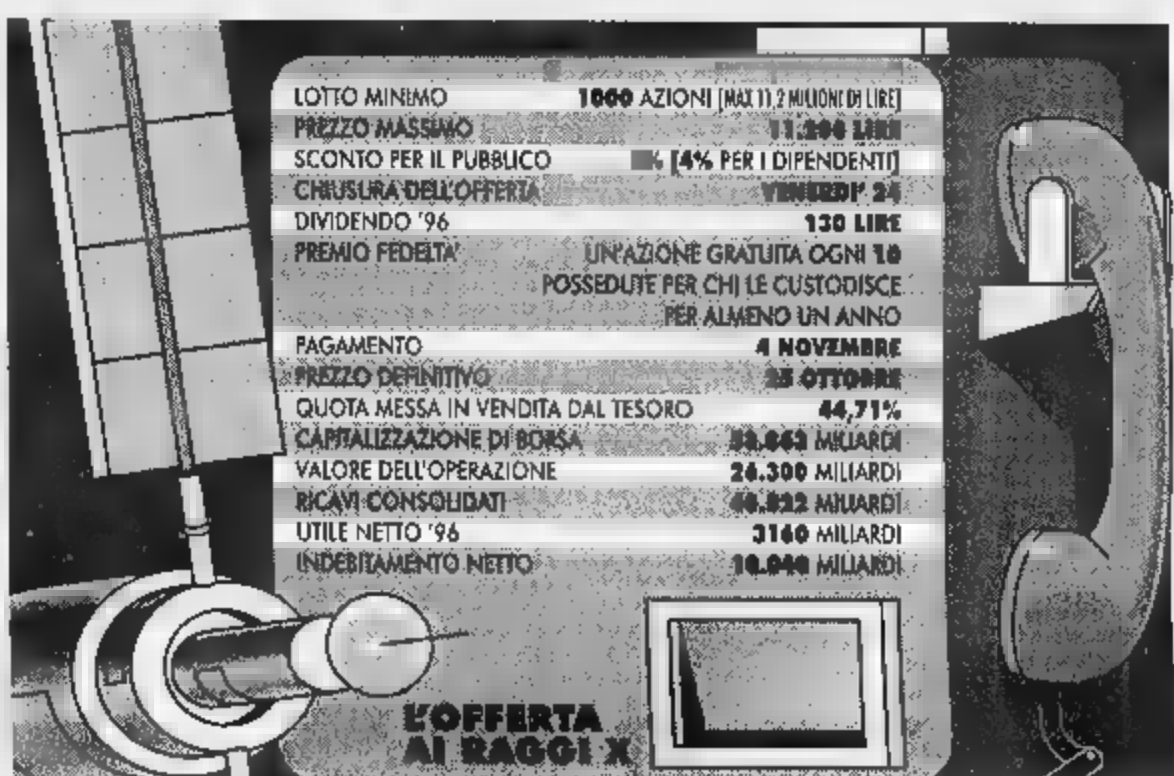 LOTTO MINIMO 1000 AZIONI [MAX 11,2 MILIONI DI LIRE]
PREZZO MASSIMO 11.200 LIRE
SCONTO PER IL PUBBLICO % [4% PER I DIPENDENTI]
CHIUSURA DELL'OFFERTA VENERDI' 24
DIVIDENDO '96 130 LIRE
PREMIO FEDELTA' UN'AZIONE GRATUITA OGNI 10
POSSEDUTE PER CHI LE CUSTODISCE
PER ALMENO UN ANNO
PAGAMENTO 4 NOVEMBRE
PREZZO DEFINITIVO 25 OTTOBRE
QUOTA MESSA IN VENDITA DAL TESORO 44,71%
CAPITALIZZAZIONE DI BORSA MILIARDI
VALORE DELL'OPERAZIONE 26.300 MILIARDI
RICAVI CONSOLIDATI MILIARDI
UTILE NETTO '96 3160 MILIARDI
INDEBITAMENTO NETTO MILIARDI
L'OFFERTA
AI RAGGI X